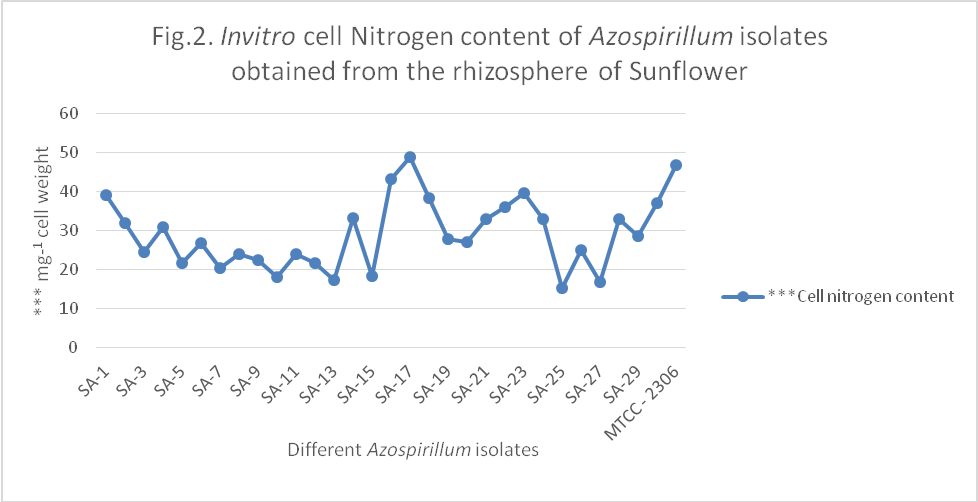 Fig.2. Invitro cell Nitrogen content of Azospirillum isolates
obtained from the rhizosphere of Sunflower
*** mg-¹ cell weight
60
50
40
30
20
10
0
SA-1
SA-3
SA-5
SA-7
SA-9
SA-11
SA-13
SA-15
SA-17
SA-19
SA-21
SA-23
SA-25
SA-27
SA-29
MTCC - 2306
Different Azospirillum isolates
***Cell nitrogen content